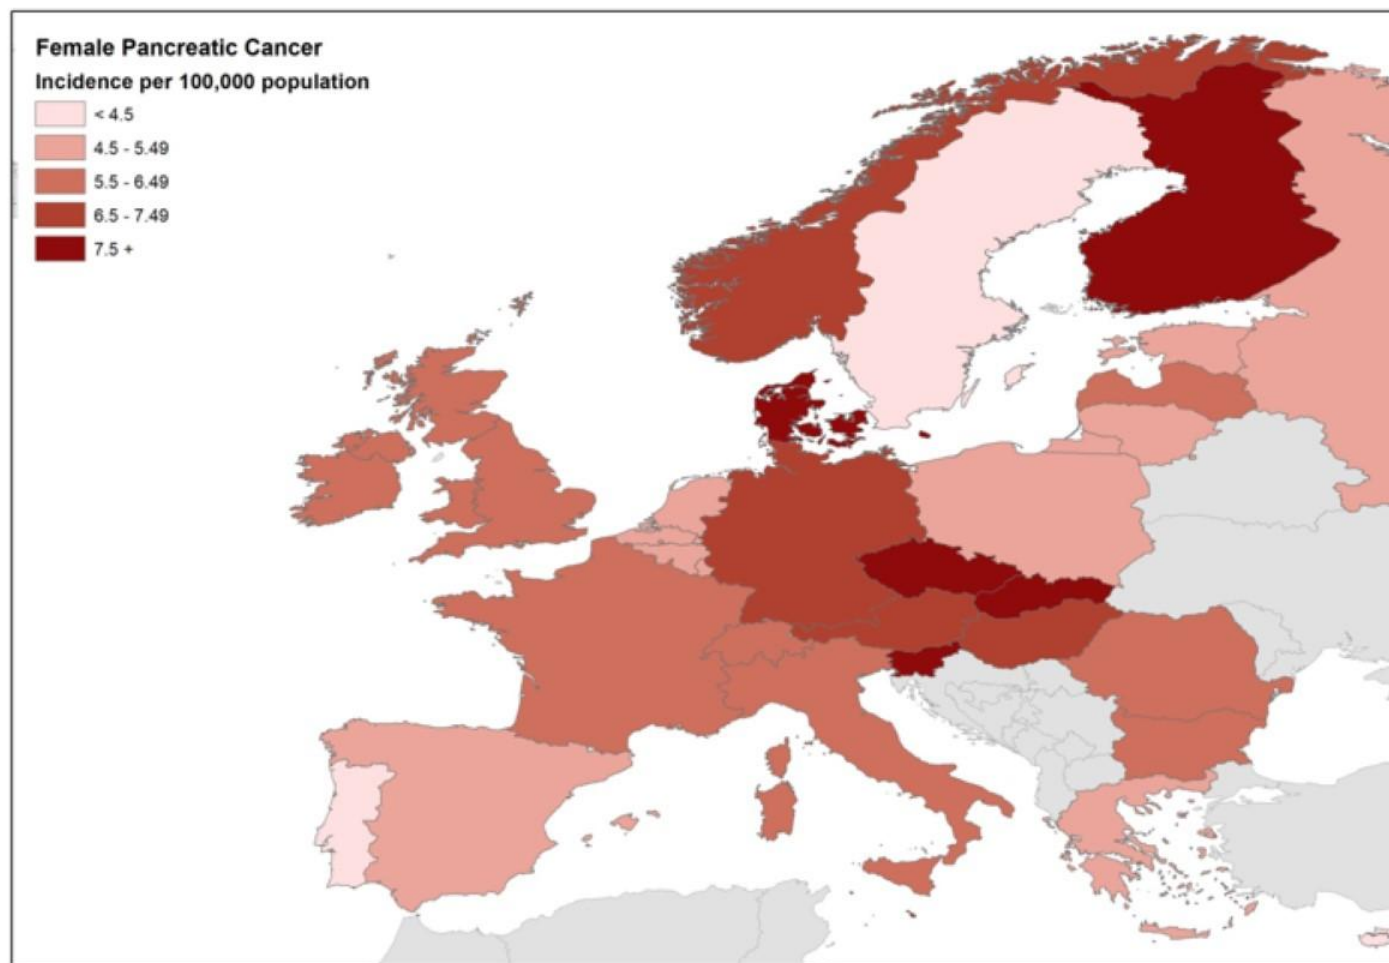 Female Pancreatic Cancer
Incidence per 100,000 population
< 4.5
4.5 - 5.49
5.5 - 6.49
6.5 - 7.49
7.5 +